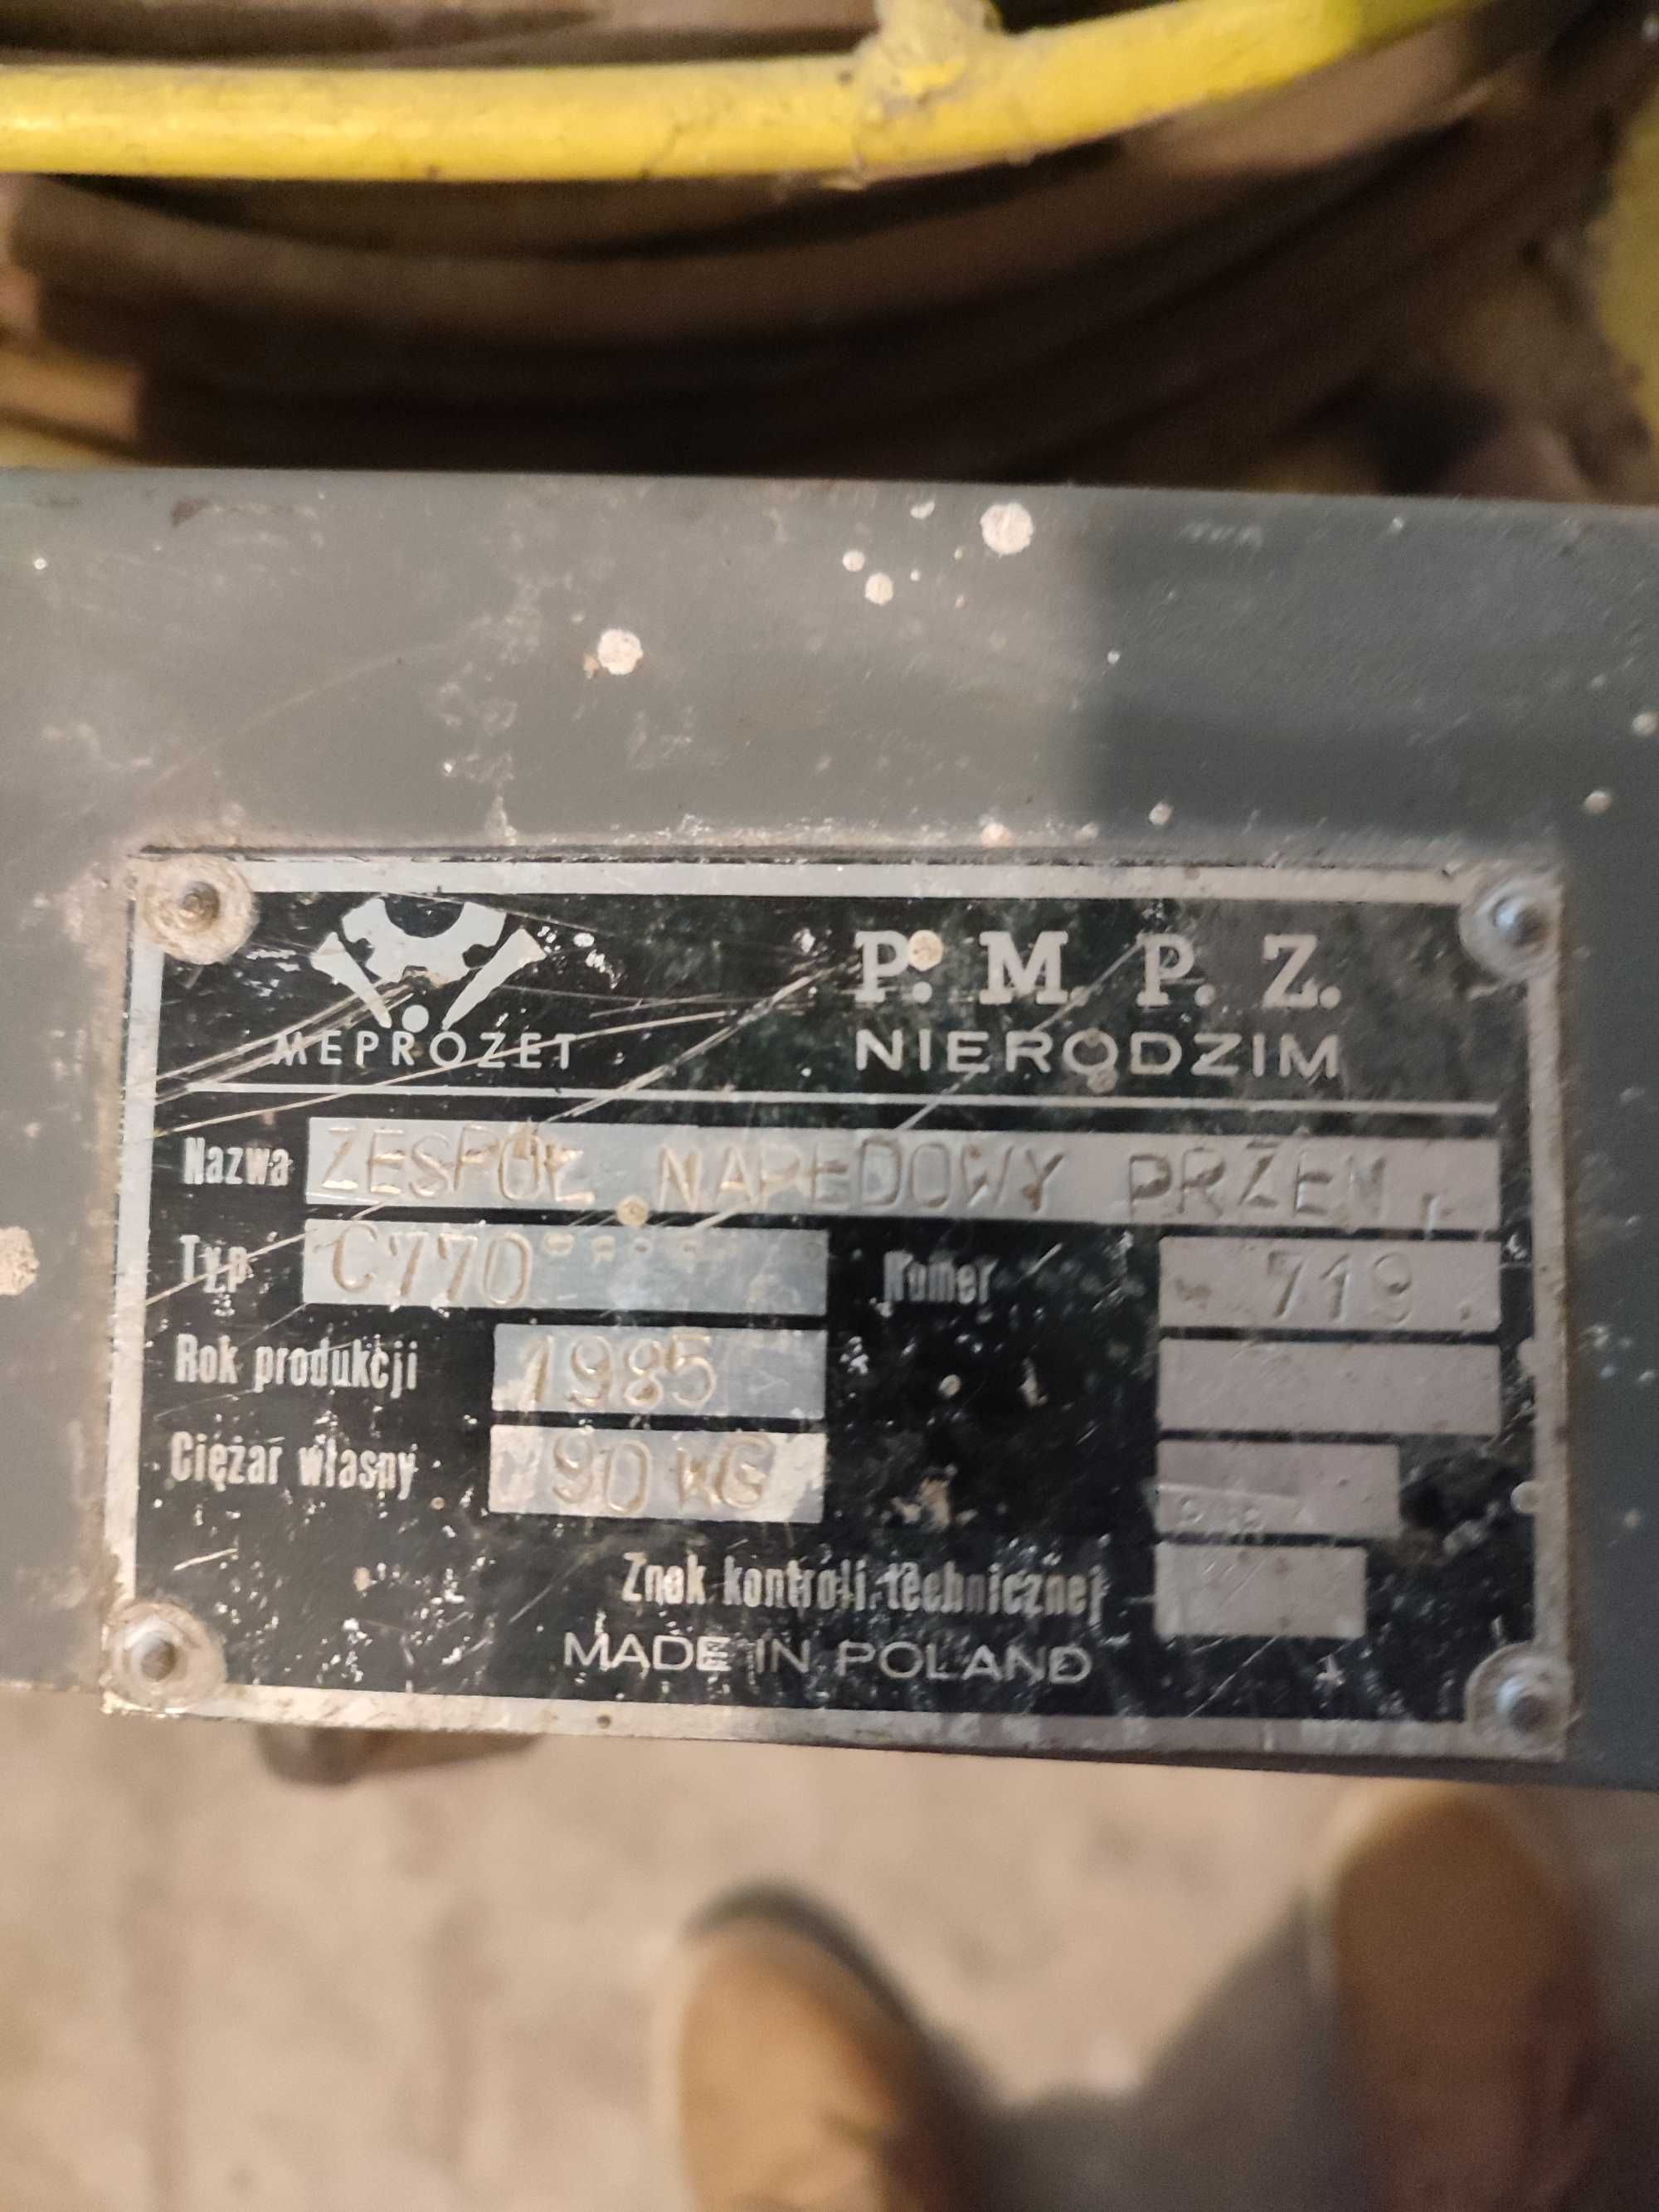 MEPROZET
P. M. P. Z.
NIERODZIM
Nazwa ZESPÓŁ NAPEDOWY PRZEN.
Typ C770
Numer 719
Rok produkcji 1985
Ciężar własny 90 KG
Znak kontroli technicznej
MADE IN POLAND